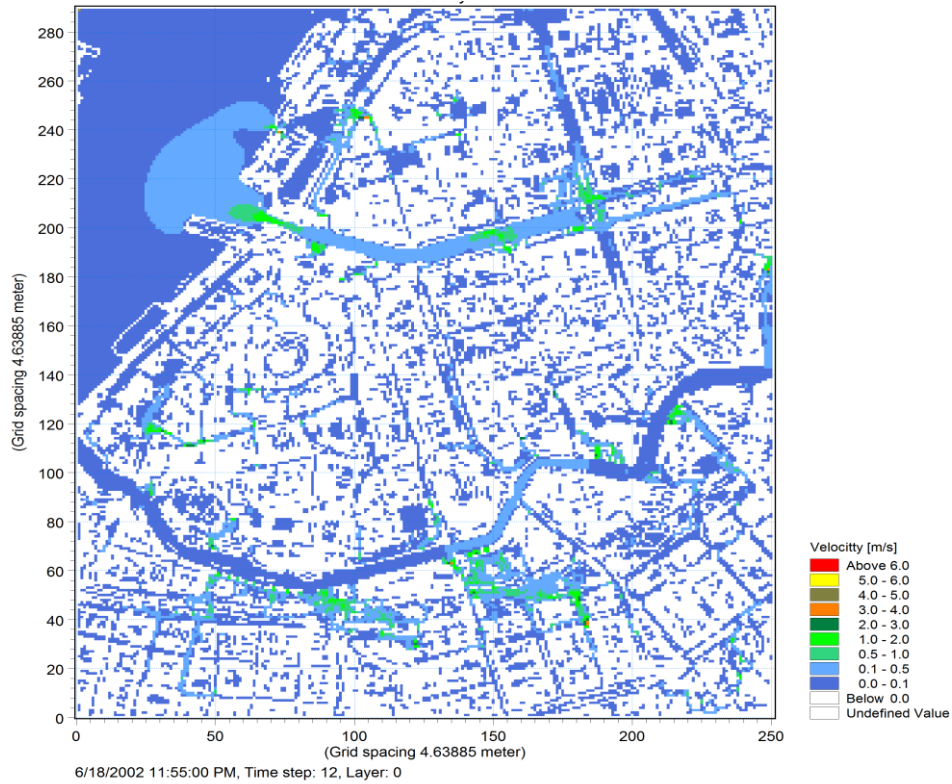 280
260
240
220
200
180
160
140
120
100
80
60
40
20
0
(Grid spacing 4.63885 meter)
0 50 100 150 200 250
(Grid spacing 4.63885 meter)
6/18/2002 11:55:00 PM, Time step: 12, Layer: 0
Velocitty [m/s]
Above 6.0
5.0 - 6.0
4.0 - 5.0
3.0 - 4.0
2.0 - 3.0
1.0 - 2.0
0.5 - 1.0
0.1 - 0.5
0.0 - 0.1
Below 0.0
Undefined Value